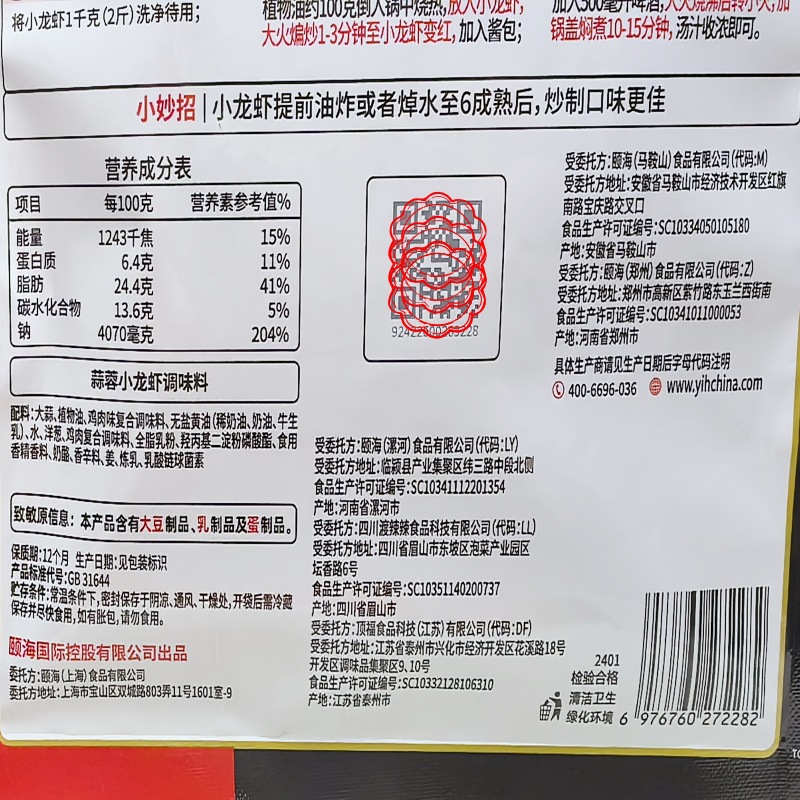 将小龙虾1千克(2斤)洗净待用；
植物油约100克倒入锅中烧热,放入小龙虾,
大火煸炒1-3分钟至小龙虾变红,加入酱包；
加入500毫升啤酒,大火烧沸后转小火,加
锅盖焖煮10-15分钟,汤汁收浓即可。
小妙招|小龙虾提前油炸或者焯水至6成熟后,炒制口味更佳
营养成分表
项目 每100克 营养素参考值%
能量 1243千焦 15%
蛋白质 6.4克 11%
脂肪 24.4克 41%
碳水化合物 13.6克 5%
钠 4070毫克 204%
蒜蓉小龙虾调味料
配料:大蒜、植物油、鸡肉味复合调味料、无盐黄油(稀奶油、奶油、牛生
乳)、水、洋葱、鸡肉复合调味料、全脂乳粉、羟丙基二淀粉磷酸酯、食用
香精香料、奶酪、香辛料、姜、炼乳、乳酸链球菌素
致敏原信息：本产品含有大豆制品、乳制品及蛋制品。
保质期:12个月 生产日期:见包装标识
产品标准代号:GB 31644
贮存条件:常温条件下,密封保存于阴凉、通风、干燥处,开袋后需冷藏
保存并尽快食用,如有胀包,请勿食用。
颐海国际控股有限公司出品
委托方:颐海(上海)食品有限公司
委托方地址:上海市宝山区双城路803弄11号1601室-9
受委托方:颐海(马鞍山)食品有限公司(代码:M)
受委托方地址:安徽省马鞍山市经济技术开发区红旗
南路宝庆路交叉口
食品生产许可证编号:SC10334050105180
产地:安徽省马鞍山市
受委托方:颐海(郑州)食品有限公司(代码:Z)
受委托方地址:郑州市高新区紫竹路东玉兰西街南
食品生产许可证编号:SC10341011000053
产地:河南省郑州市
具体生产商请见生产日期后字母代码注明
400-6696-036 www.yihchina.com
受委托方:颐海(漯河)食品有限公司(代码:LY)
受委托方地址:临颍县产业集聚区纬三路中段北侧
食品生产许可证编号:SC10341112201354
产地:河南省漯河市
受委托方:四川渡辣辣食品科技有限公司(代码:LL)
受委托方地址:四川省眉山市东坡区泡菜产业园区
坛香路6号
食品生产许可证编号:SC10351140200737
产地:四川省眉山市
受委托方:顶福食品科技(江苏)有限公司(代码:DF)
受委托方地址:江苏省泰州市兴化市经济开发区花溪路18号
开发区调味品集聚区9、10号
食品生产许可证编号:SC10332128106310
产地:江苏省泰州市
2401
检验合格
清洁卫生
绿化环境
6 976760 272282